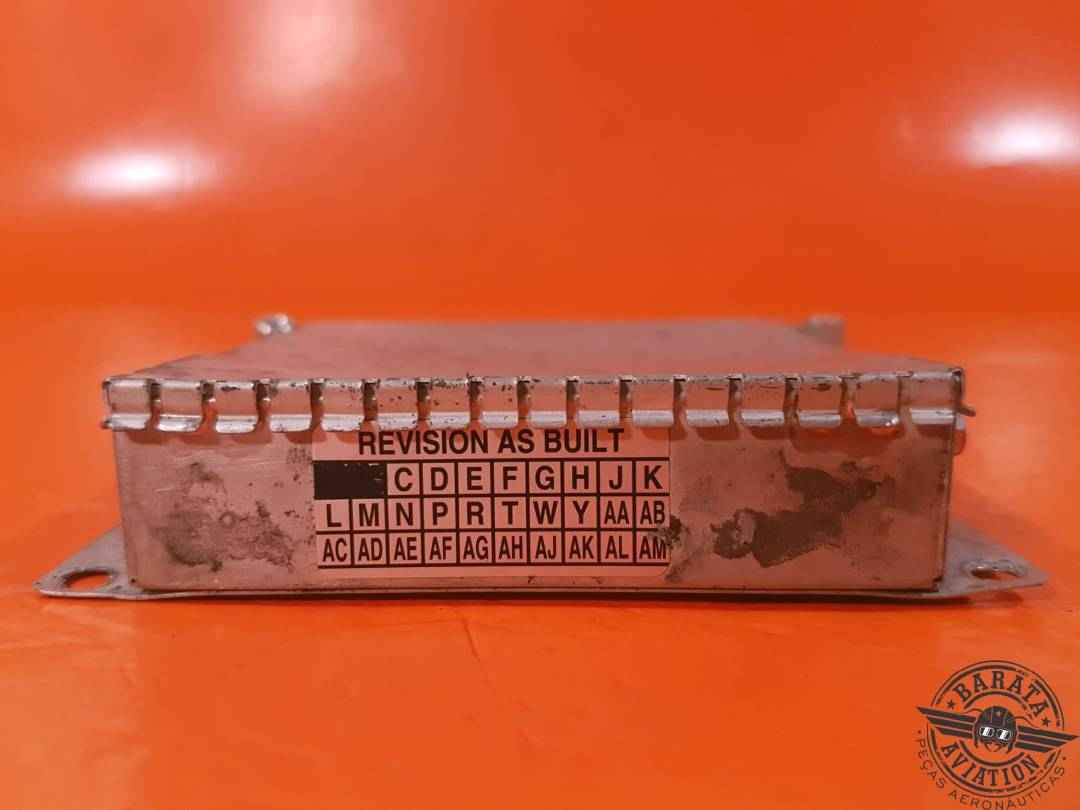 REVISION AS BUILT
C D E F G H J K
L M N P R T W Y AA AB
AC AD AE AF AG AH AJ AK AL AM
BARATA
AVIATION
PEÇAS AERONÁUTICAS